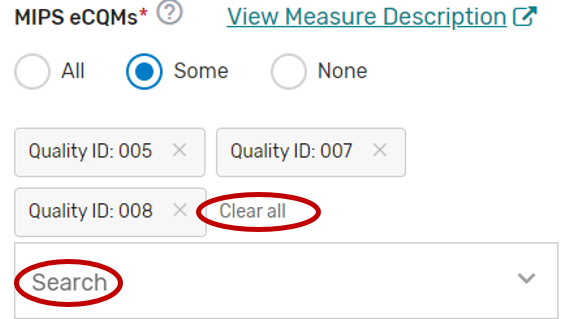 MIPS eCQMs* ? View Measure Description
All Some None
Quality ID: 005 × Quality ID: 007 ×
Quality ID: 008 × Clear all
Search